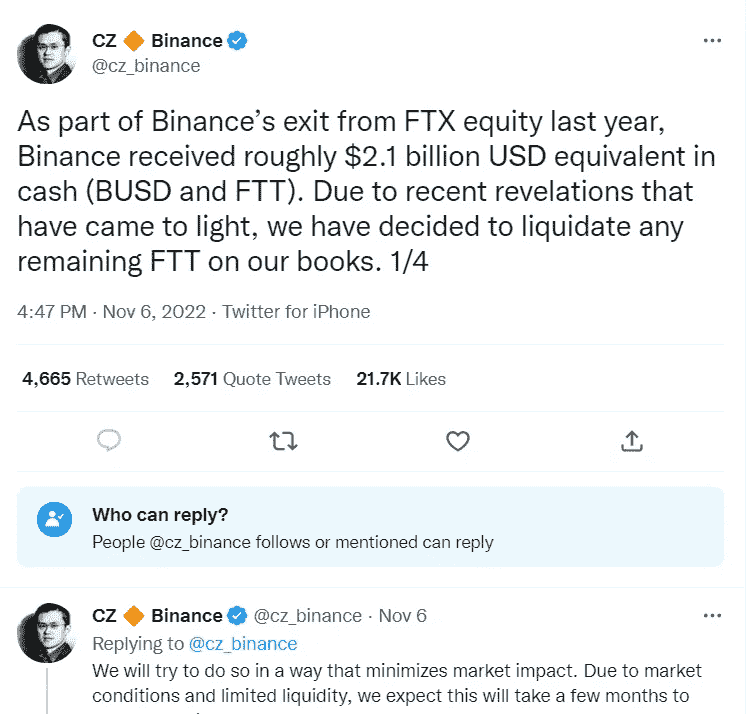 CZ 🔶 Binance
@cz_binance
As part of Binance’s exit from FTX equity last year,
Binance received roughly $2.1 billion USD equivalent in
cash (BUSD and FTT). Due to recent revelations that
have came to light, we have decided to liquidate any
remaining FTT on our books. 1/4
4:47 PM · Nov 6, 2022 · Twitter for iPhone
4,665 Retweets 2,571 Quote Tweets 21.7K Likes
Who can reply?
People @cz_binance follows or mentioned can reply
CZ 🔶 Binance @cz_binance · Nov 6
Replying to @cz_binance
We will try to do so in a way that minimizes market impact. Due to market
conditions and limited liquidity, we expect this will take a few months to